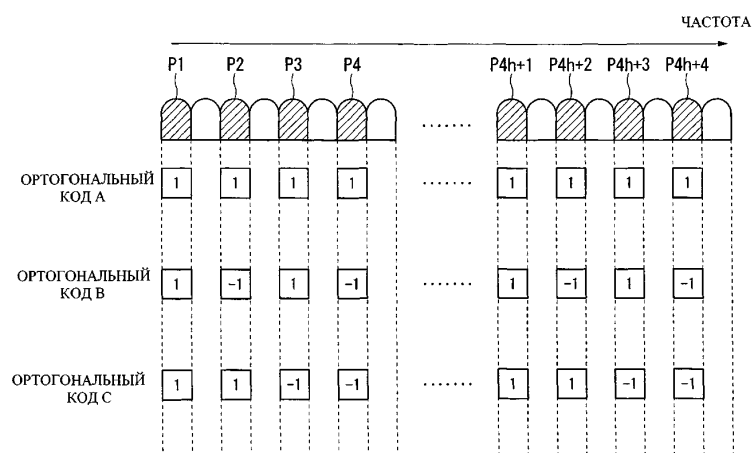 ЧАСТОТА
P1 P2 P3 P4 P4h+1 P4h+2 P4h+3 P4h+4
ОРТОГОНАЛЬНЫЙ
КОД A
1 1 1 1 ....... 1 1 1 1
ОРТОГОНАЛЬНЫЙ
КОД B
1 -1 1 -1 ....... 1 -1 1 -1
ОРТОГОНАЛЬНЫЙ
КОД C
1 1 -1 -1 ....... 1 1 -1 -1